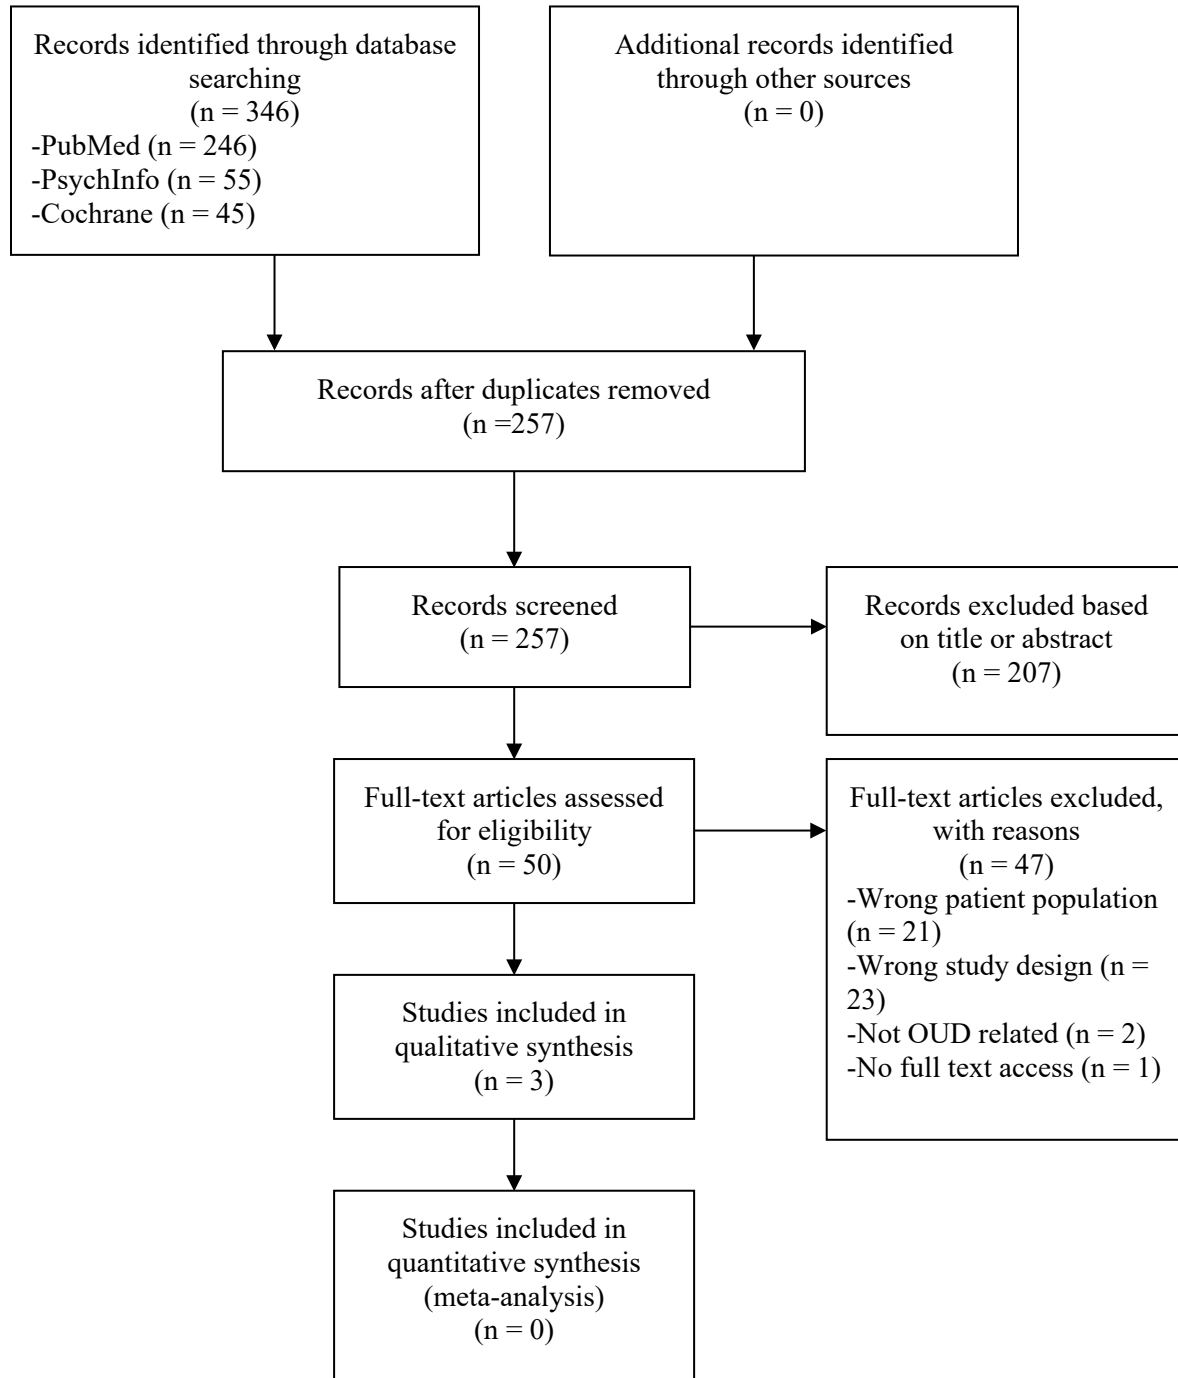 Records identified through database
searching
(n = 346)
-PubMed (n = 246)
-PsychInfo (n = 55)
-Cochrane (n = 45)
Additional records identified
through other sources
(n = 0)
Records after duplicates removed
(n =257)
Records screened
(n = 257)
Records excluded based
on title or abstract
(n = 207)
Full-text articles assessed
for eligibility
(n = 50)
Full-text articles excluded,
with reasons
(n = 47)
-Wrong patient population
(n = 21)
-Wrong study design (n =
23)
-Not OUD related (n = 2)
-No full text access (n = 1)
Studies included in
qualitative synthesis
(n = 3)
Studies included in
quantitative synthesis
(meta-analysis)
(n = 0)